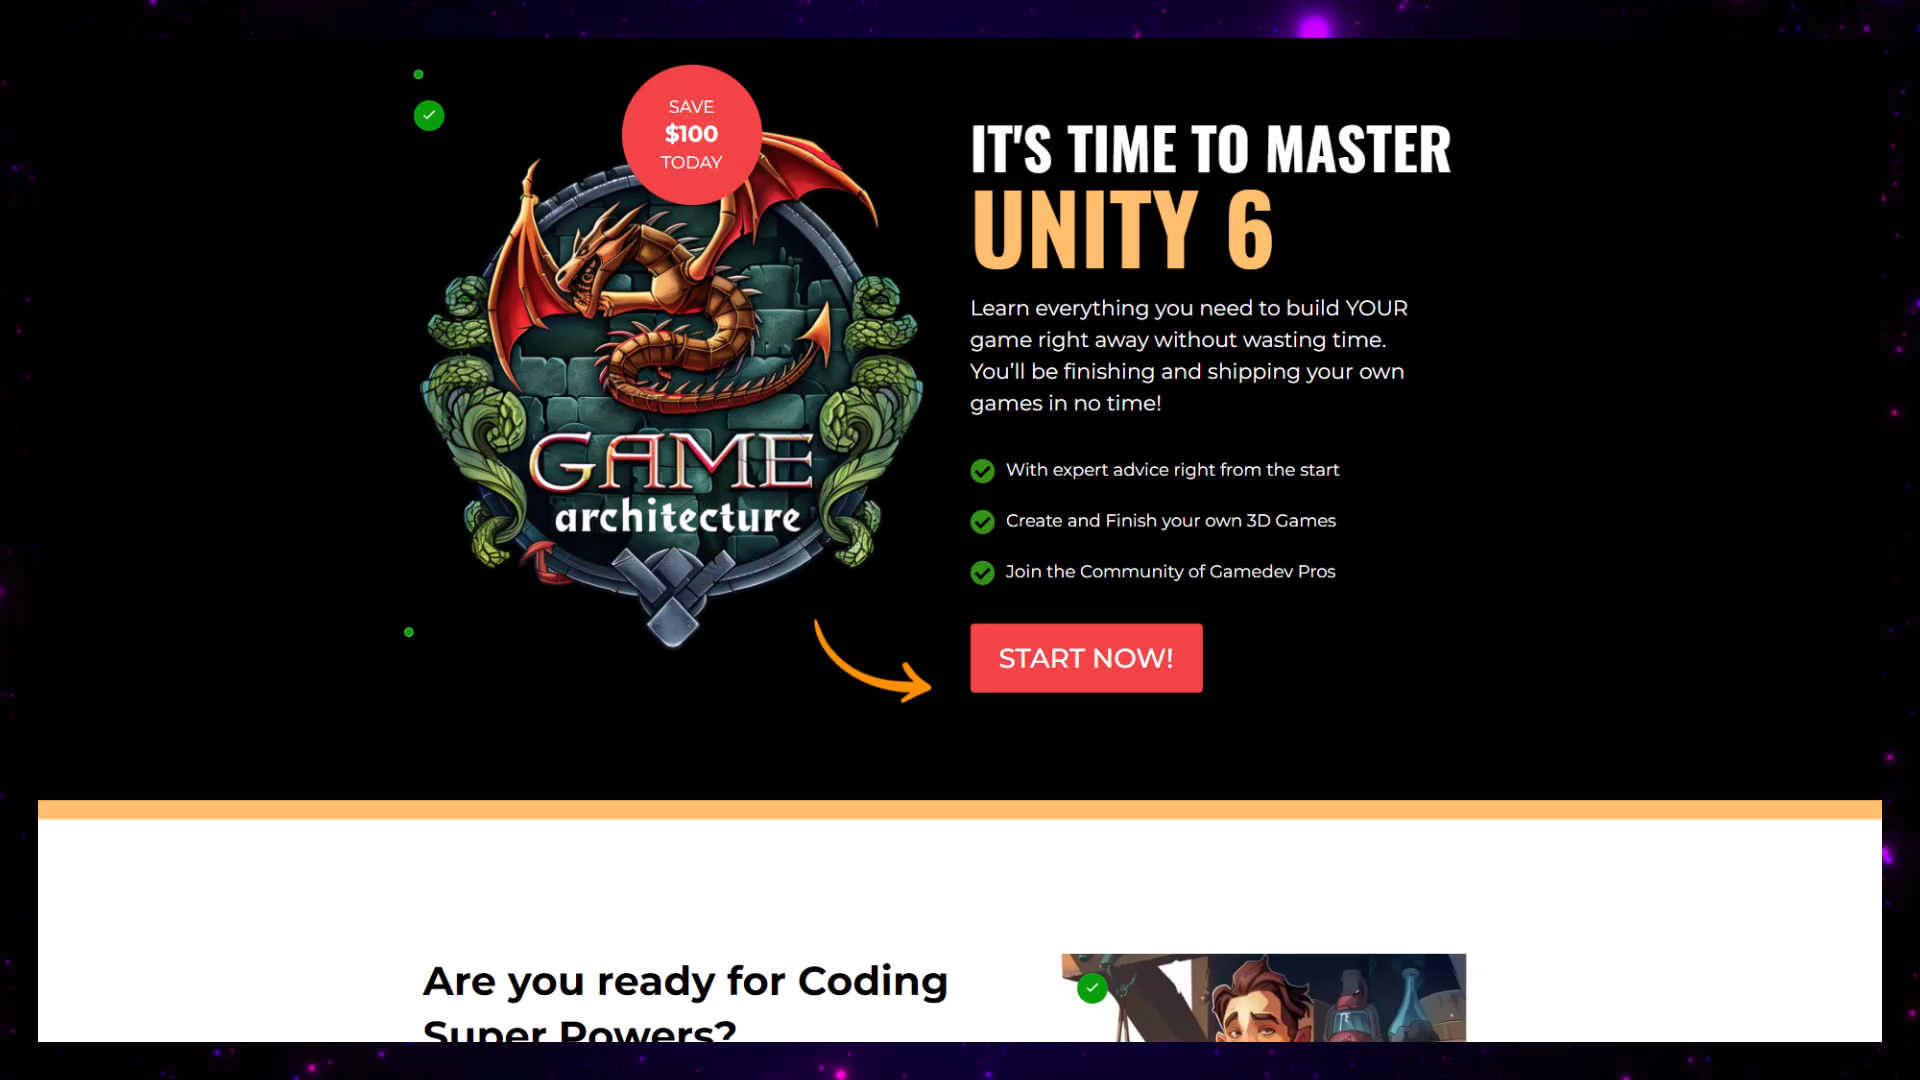 SAVE
$100
TODAY
GAME
architecture
IT'S TIME TO MASTER
UNITY 6
Learn everything you need to build YOUR
game right away without wasting time.
You’ll be finishing and shipping your own
games in no time!
With expert advice right from the start
Create and Finish your own 3D Games
Join the Community of Gamedev Pros
START NOW!
Are you ready for Coding
Super Powers?